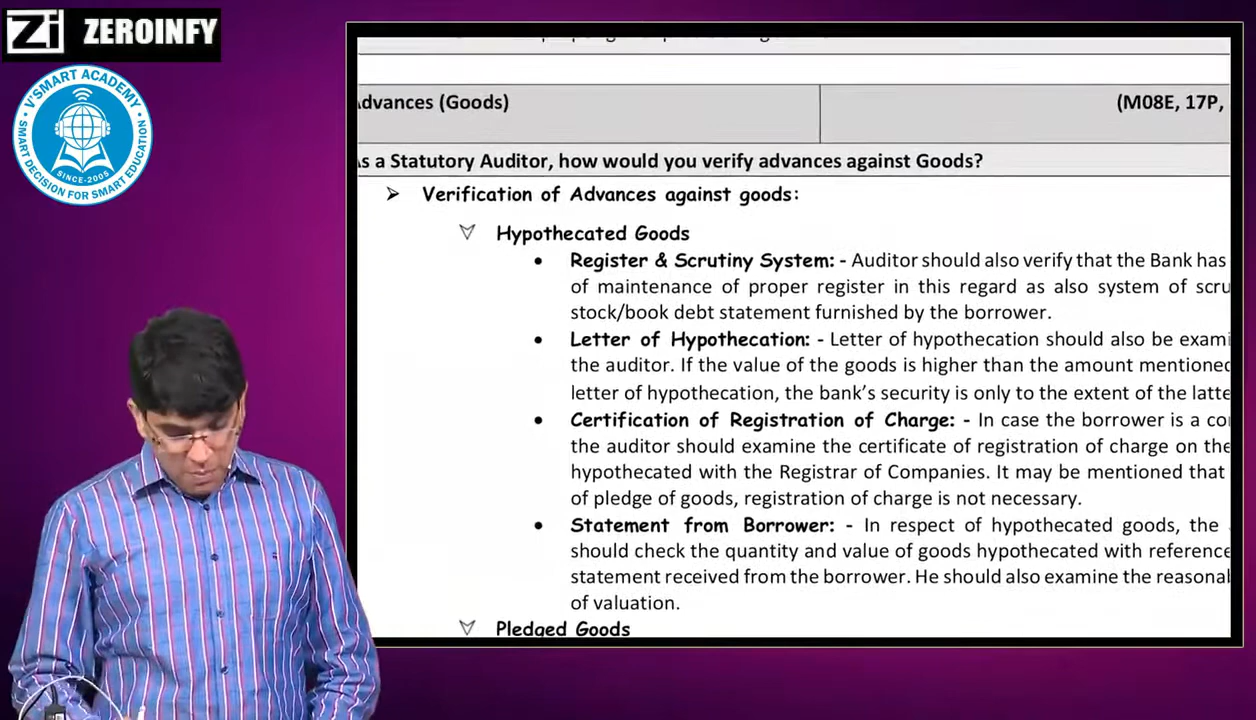 Zi ZEROINFY
V'SMART ACADEMY
SINCE-2005
SMART DECISION FOR SMART EDUCATION
dvances (Goods) (M08E, 17P,
s a Statutory Auditor, how would you verify advances against Goods?
Verification of Advances against goods:
Hypothecated Goods
Register & Scrutiny System: - Auditor should also verify that the Bank has
of maintenance of proper register in this regard as also system of scru
stock/book debt statement furnished by the borrower.
Letter of Hypothecation: - Letter of hypothecation should also be exami
the auditor. If the value of the goods is higher than the amount mentioned
letter of hypothecation, the bank's security is only to the extent of the latte
Certification of Registration of Charge: - In case the borrower is a co
the auditor should examine the certificate of registration of charge on the
hypothecated with the Registrar of Companies. It may be mentioned that
of pledge of goods, registration of charge is not necessary.
Statement from Borrower: - In respect of hypothecated goods, the
should check the quantity and value of goods hypothecated with reference
statement received from the borrower. He should also examine the reasonal
of valuation.
Pledged Goods